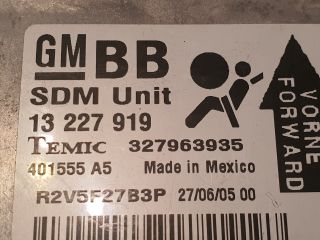 GM BB
SDM Unit
13 227 919
TEMIC 327963935
401555 A5 Made in Mexico
R2V5F27B3P 27/06/05 00
VORNE
FORWARD